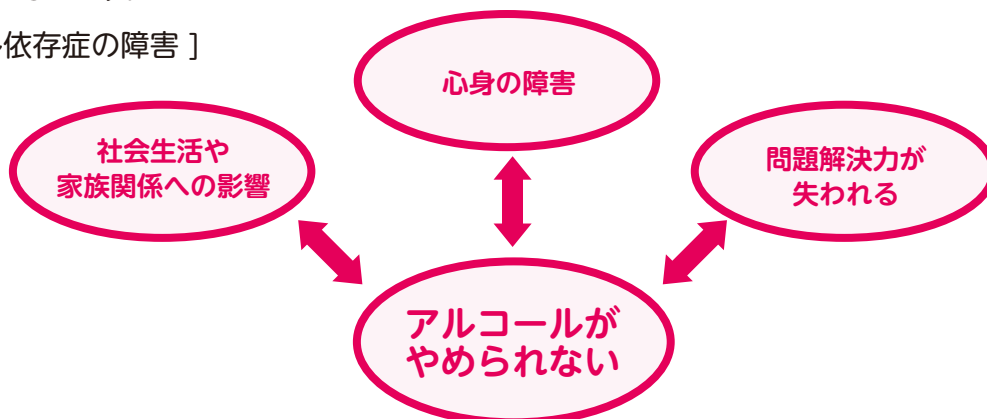 依存症の障害 ]
心身の障害
社会生活や
家族関係への影響
問題解決力が
失われる
アルコールが
やめられない